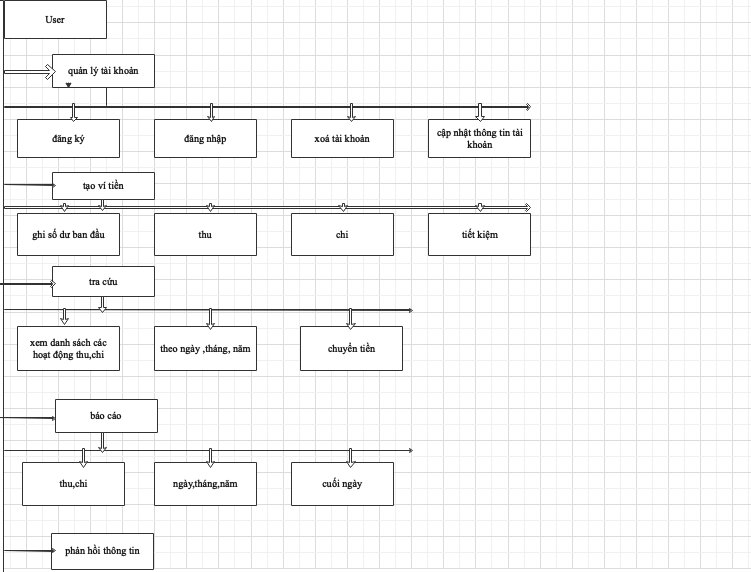 User
quản lý tài khoản
đăng ký
đăng nhập
xoá tài khoản
cập nhật thông tin tài
khoản
tạo ví tiền
ghi số dư ban đầu
thu
chi
tiết kiệm
tra cứu
xem danh sách các
hoạt động thu,chi
theo ngày ,tháng, năm
chuyển tiền
báo cáo
thu,chi
ngày,tháng,năm
cuối ngày
phản hồi thông tin